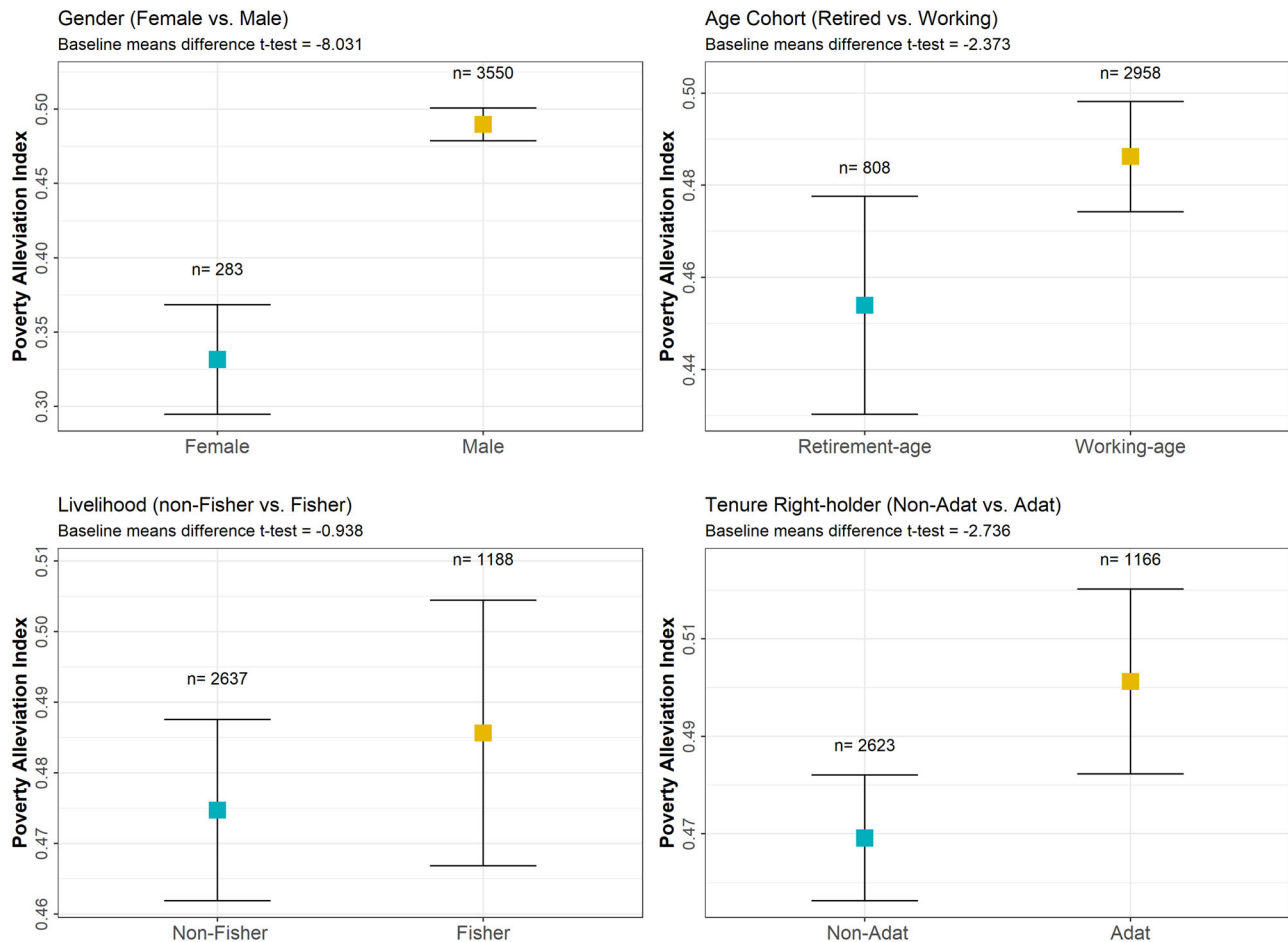 Gender (Female vs. Male)
Baseline means difference t-test = -8.031
Poverty Alleviation Index
0.50
0.45
0.40
0.35
0.30
n= 3550
n= 283
Female
Male
Age Cohort (Retired vs. Working)
Baseline means difference t-test = -2.373
Poverty Alleviation Index
0.50
0.48
0.46
0.44
n= 2958
n= 808
Retirement-age
Working-age
Livelihood (non-Fisher vs. Fisher)
Baseline means difference t-test = -0.938
Poverty Alleviation Index
0.51
0.50
0.49
0.48
0.47
0.46
n= 1188
n= 2637
Non-Fisher
Fisher
Tenure Right-holder (Non-Adat vs. Adat)
Baseline means difference t-test = -2.736
Poverty Alleviation Index
0.51
0.49
0.47
n= 1166
n= 2623
Non-Adat
Adat